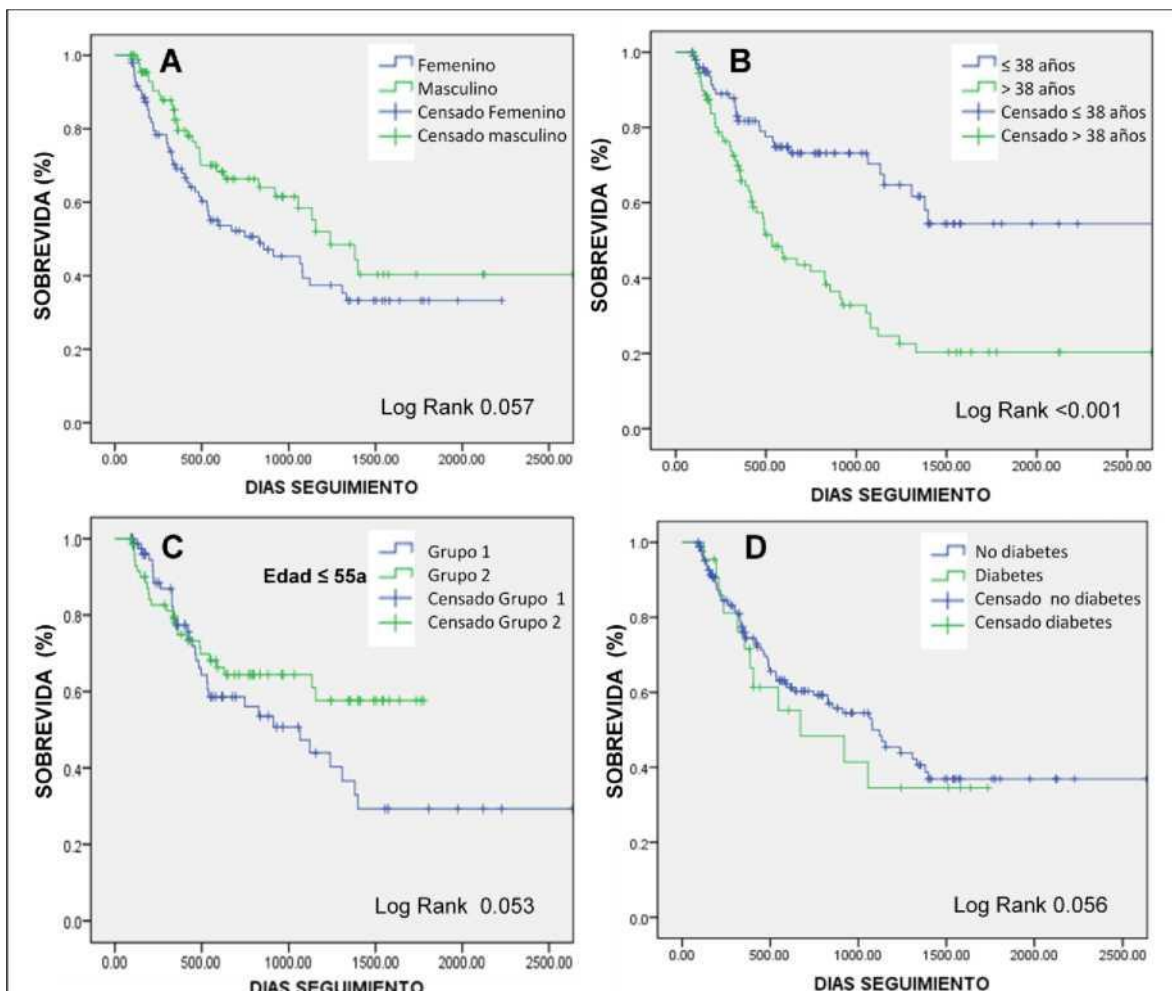 A
Femenino
Masculino
Censado Femenino
Censado masculino
SOBREVIDA (%)
1.0
0.8
0.6
0.4
0.2
0.0
Log Rank 0.057
0.00 500.00 1000.00 1500.00 2000.00 2500.00
DIAS SEGUIMIENTO
B
≤ 38 años
> 38 años
Censado ≤ 38 años
Censado > 38 años
SOBREVIDA (%)
1.0
0.8
0.6
0.4
0.2
0.0
Log Rank <0.001
0.00 500.00 1000.00 1500.00 2000.00 2500.00
DIAS SEGUIMIENTO
C
Edad ≤ 55a
Grupo 1
Grupo 2
Censado Grupo 1
Censado Grupo 2
SOBREVIDA (%)
1.0
0.8
0.6
0.4
0.2
0.0
Log Rank 0.053
0.00 500.00 1000.00 1500.00 2000.00 2500.00
DIAS SEGUIMIENTO
D
No diabetes
Diabetes
Censado no diabetes
Censado diabetes
SOBREVIDA (%)
1.0
0.8
0.6
0.4
0.2
0.0
Log Rank 0.056
0.00 500.00 1000.00 1500.00 2000.00 2500.00
DIAS SEGUIMIENTO